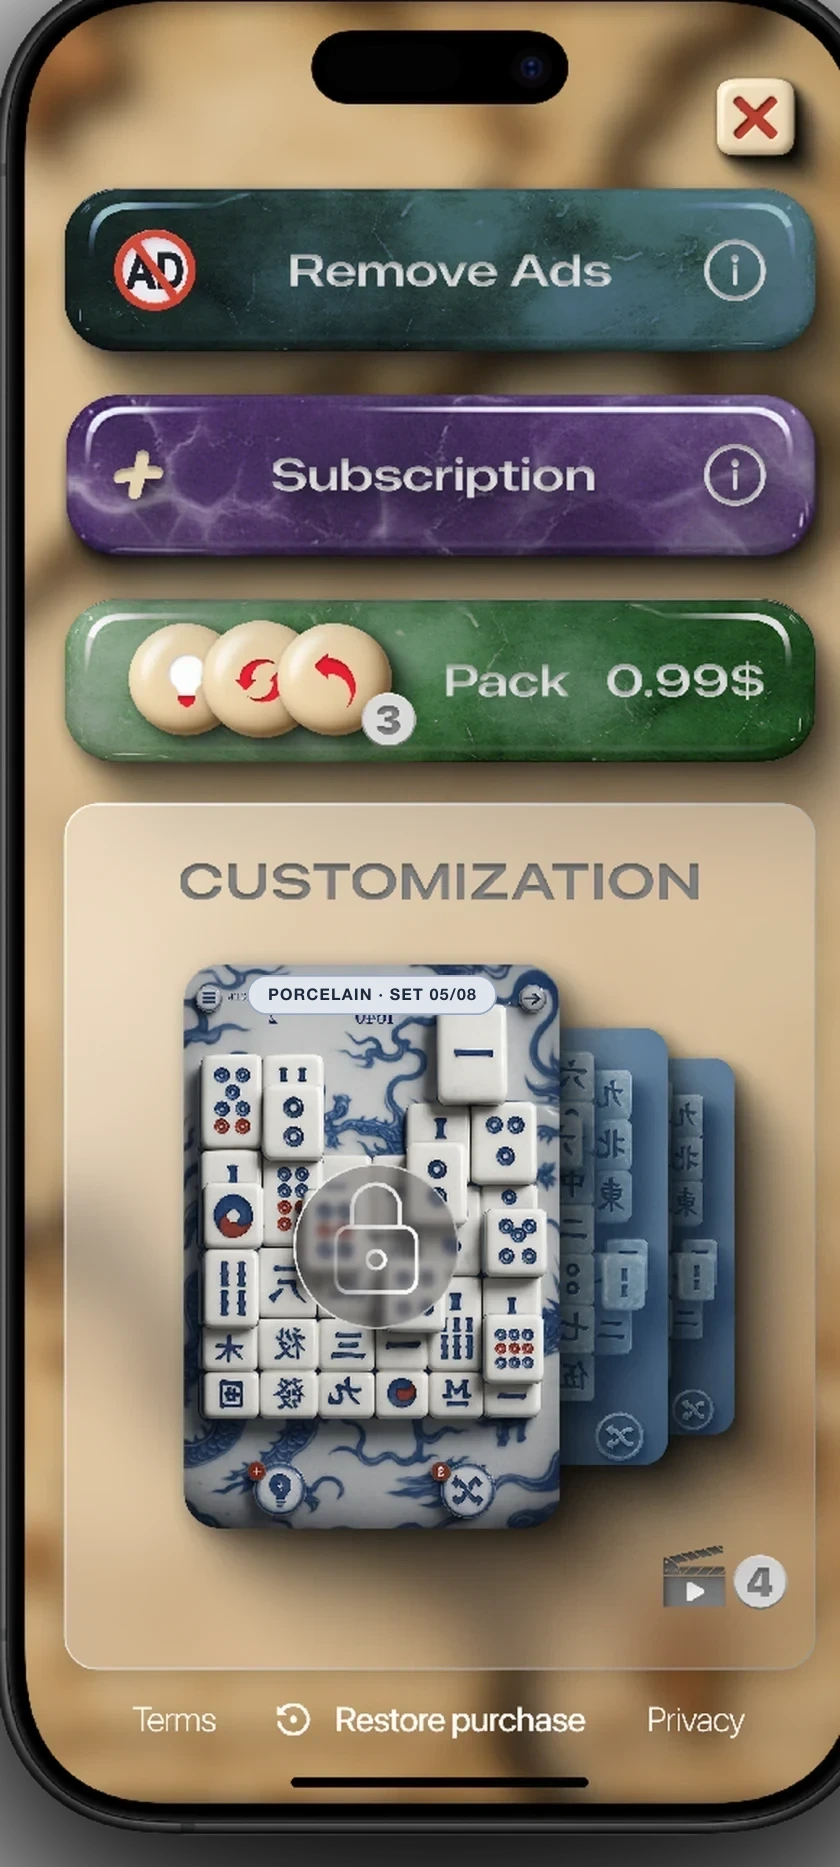 AD
Remove Ads
Subscription
Pack 0.99$
3
CUSTOMIZATION
PORCELAIN · SET 05/08
4
Terms
Restore purchase
Privacy